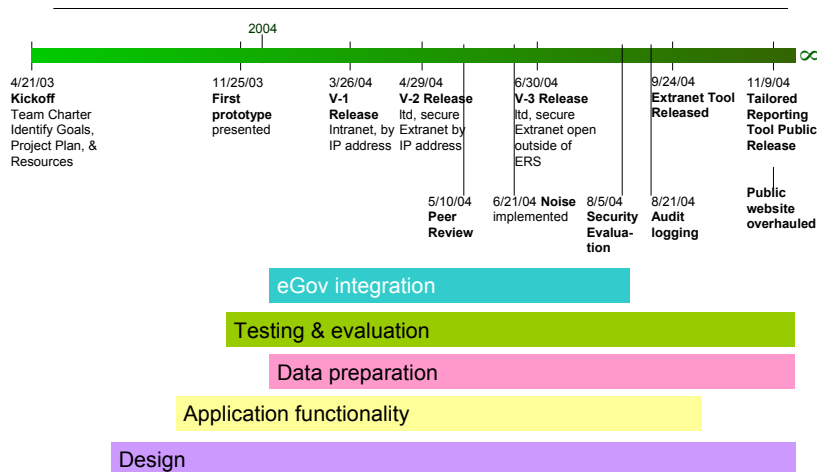 2004
∞
4/21/03
Kickoff
Team Charter
Identify Goals,
Project Plan, &
Resources
11/25/03
First
prototype
presented
3/26/04
V-1
Release
Intranet, by
IP address
4/29/04
V-2 Release
ltd, secure
Extranet by
IP address
6/30/04
V-3 Release
ltd, secure
Extranet open
outside of
ERS
9/24/04
Extranet Tool
Released
11/9/04
Tailored
Reporting
Tool Public
Release
5/10/04
Peer
Review
6/21/04 Noise
implemented
8/5/04
Security
Evalua-
tion
8/21/04
Audit
logging
Public
website
overhauled
eGov integration
Testing & evaluation
Data preparation
Application functionality
Design